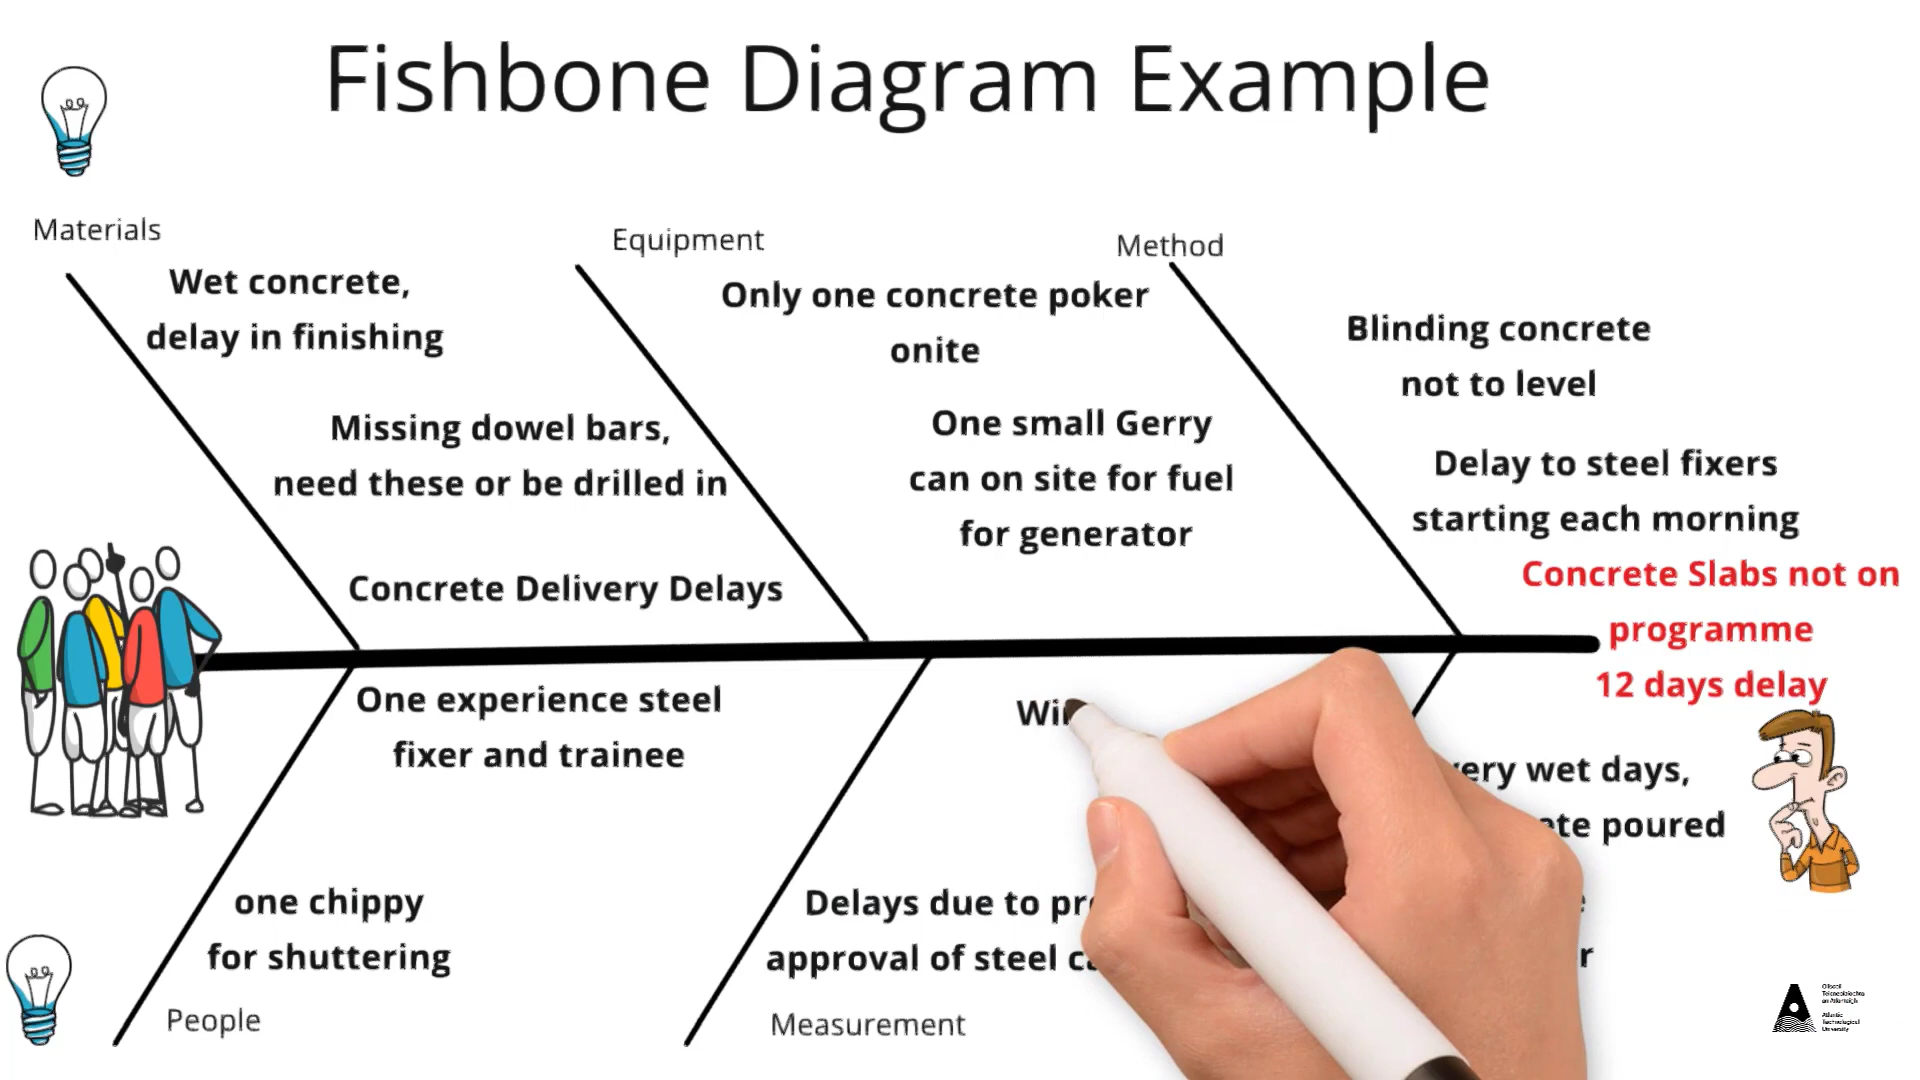 Fishbone Diagram Example
Materials
Equipment
Method
Wet concrete,
delay in finishing
Only one concrete poker
onite
Blinding concrete
not to level
Missing dowel bars,
need these or be drilled in
One small Gerry
can on site for fuel
for generator
Delay to steel fixers
starting each morning
Concrete Delivery Delays
Concrete Slabs not on
programme
12 days delay
One experience steel
fixer and trainee
wet days,
poured
one chippy
for shuttering
Delays due to
approval of steel
People
Measurement
Atlantic
Technological
University